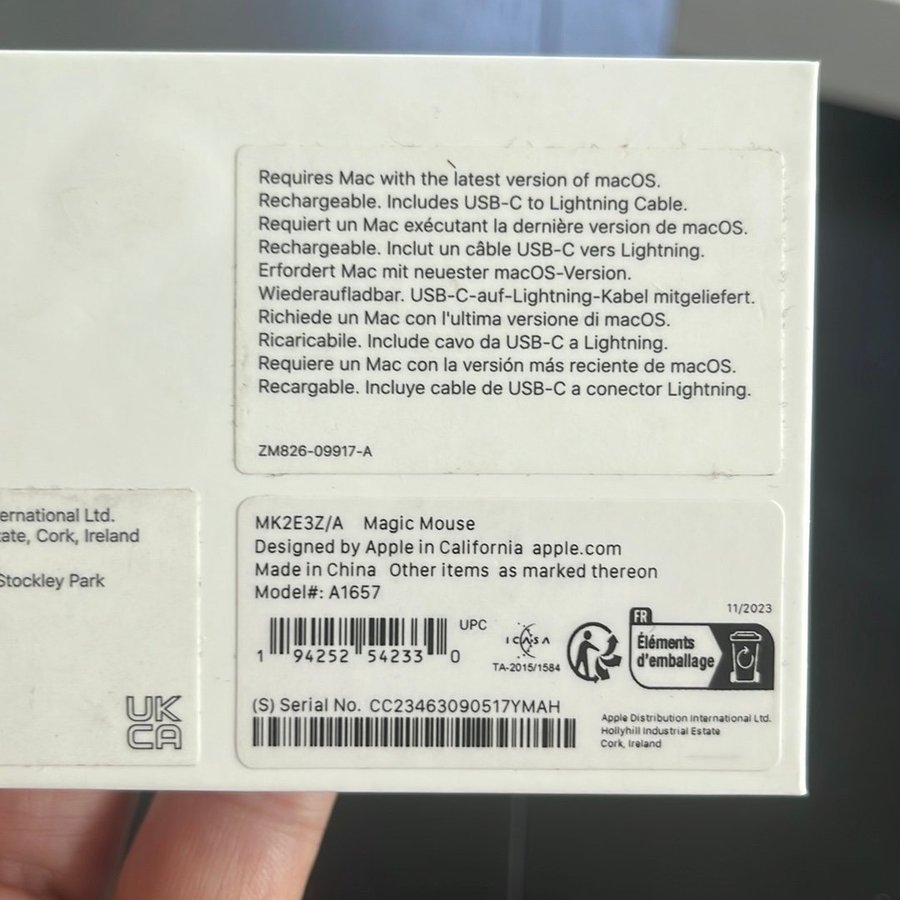 Requires Mac with the latest version of macOS.
Rechargeable. Includes USB-C to Lightning Cable.
Requiert un Mac exécutant la dernière version de macOS.
Rechargeable. Inclut un câble USB-C vers Lightning.
Erfordert Mac mit neuester macOS-Version.
Wiederaufladbar. USB-C-auf-Lightning-Kabel mitgeliefert.
Richiede un Mac con l'ultima versione di macOS.
Ricaricabile. Include cavo da USB-C a Lightning.
Requiere un Mac con la versión más reciente de macOS.
Recargable. Incluye cable de USB-C a conector Lightning.
ZM826-09917-A
ernational Ltd.
tate, Cork, Ireland
Stockley Park
UK
CA
MK2E3Z/A Magic Mouse
Designed by Apple in California apple.com
Made in China Other items as marked thereon
Model#: A1657
UPC
1 94252 54233 0
ICASA
TA-2015/1584
11/2023
FR
Éléments
d'emballage
(S) Serial No. CC23463090517YMAH
Apple Distribution International Ltd.
Hollyhill Industrial Estate
Cork, Ireland